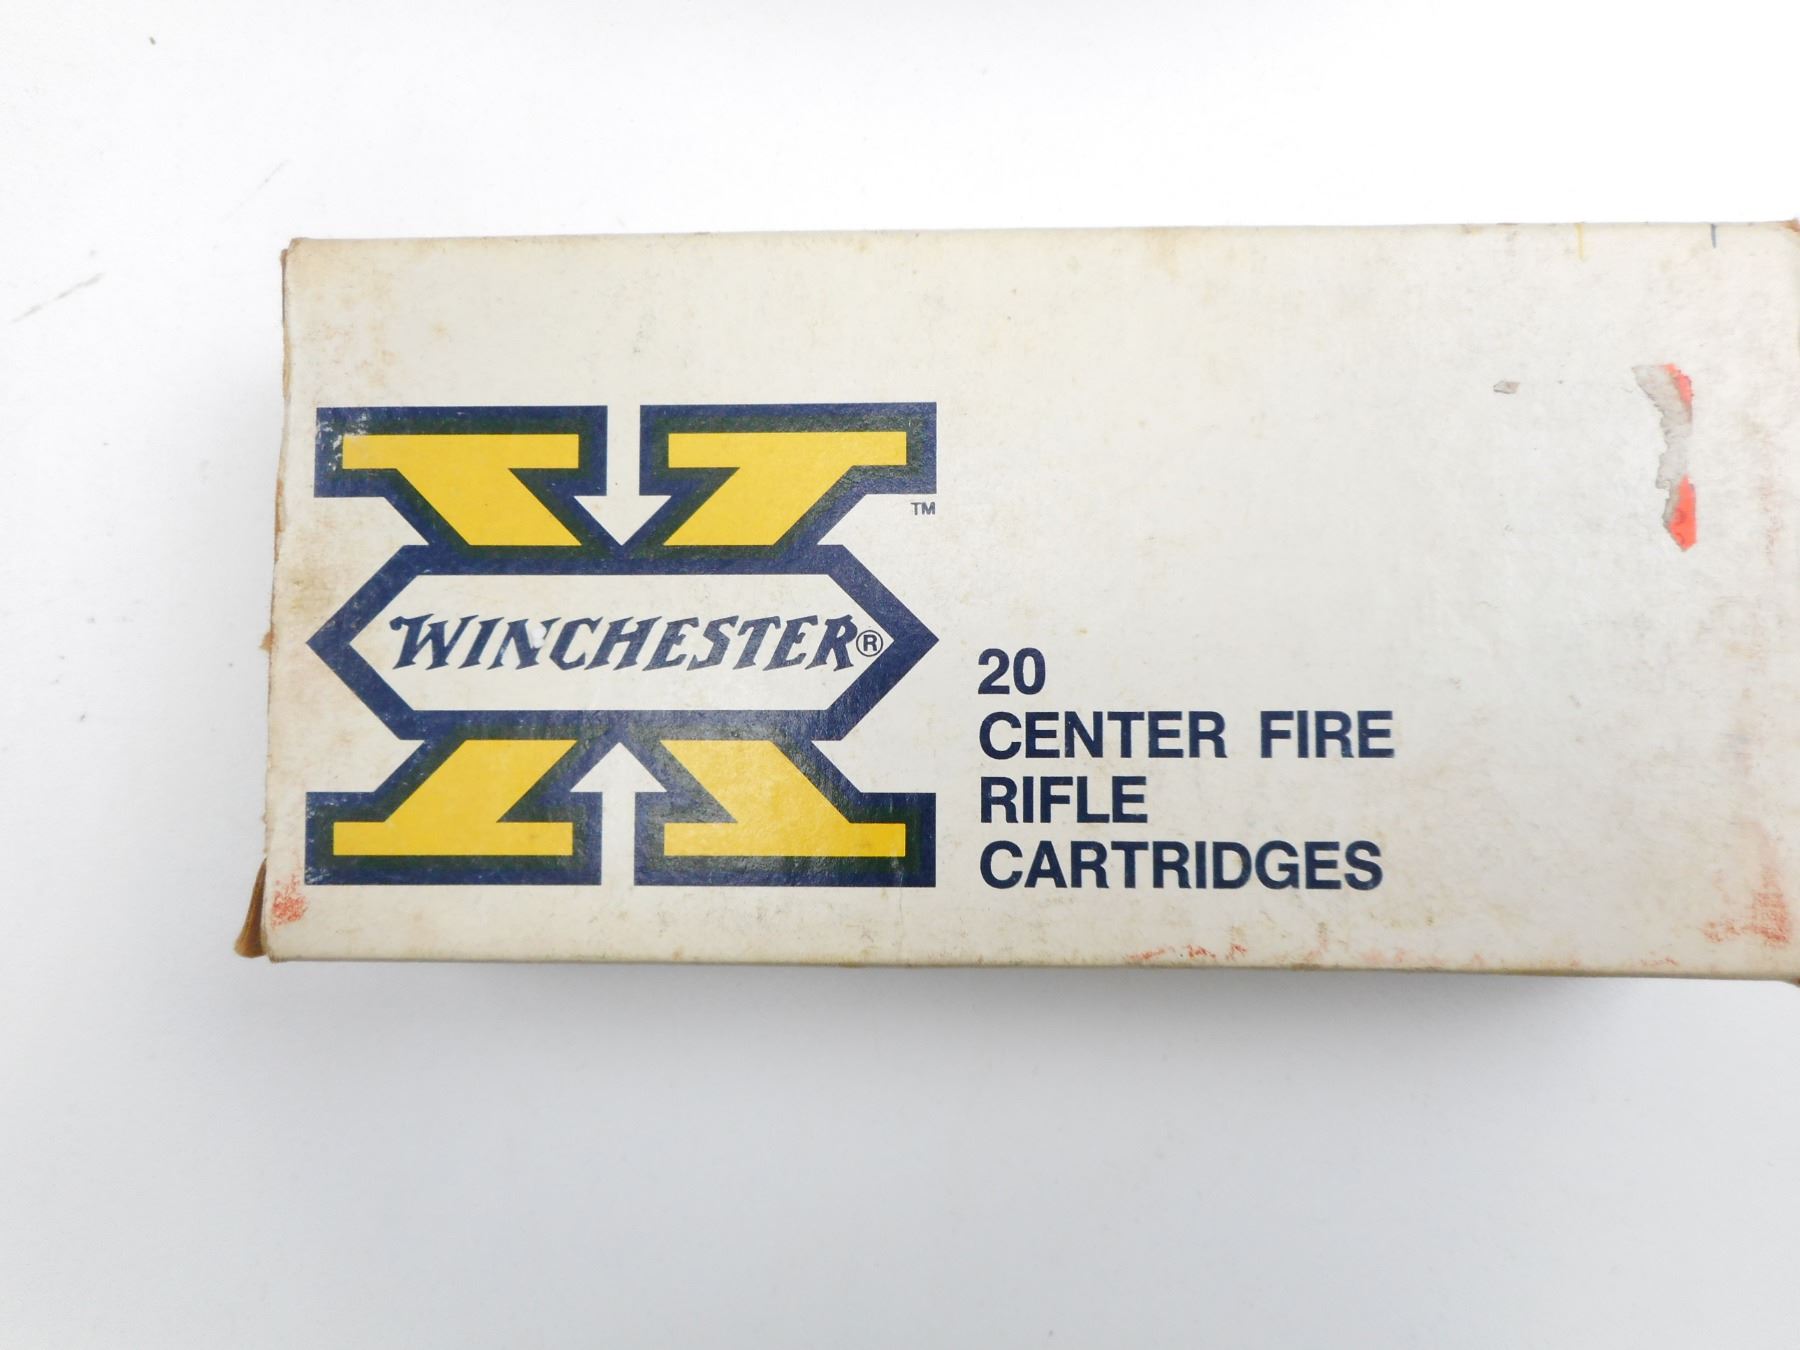 TM
WINCHESTER®
20
CENTER FIRE
RIFLE
CARTRIDGES